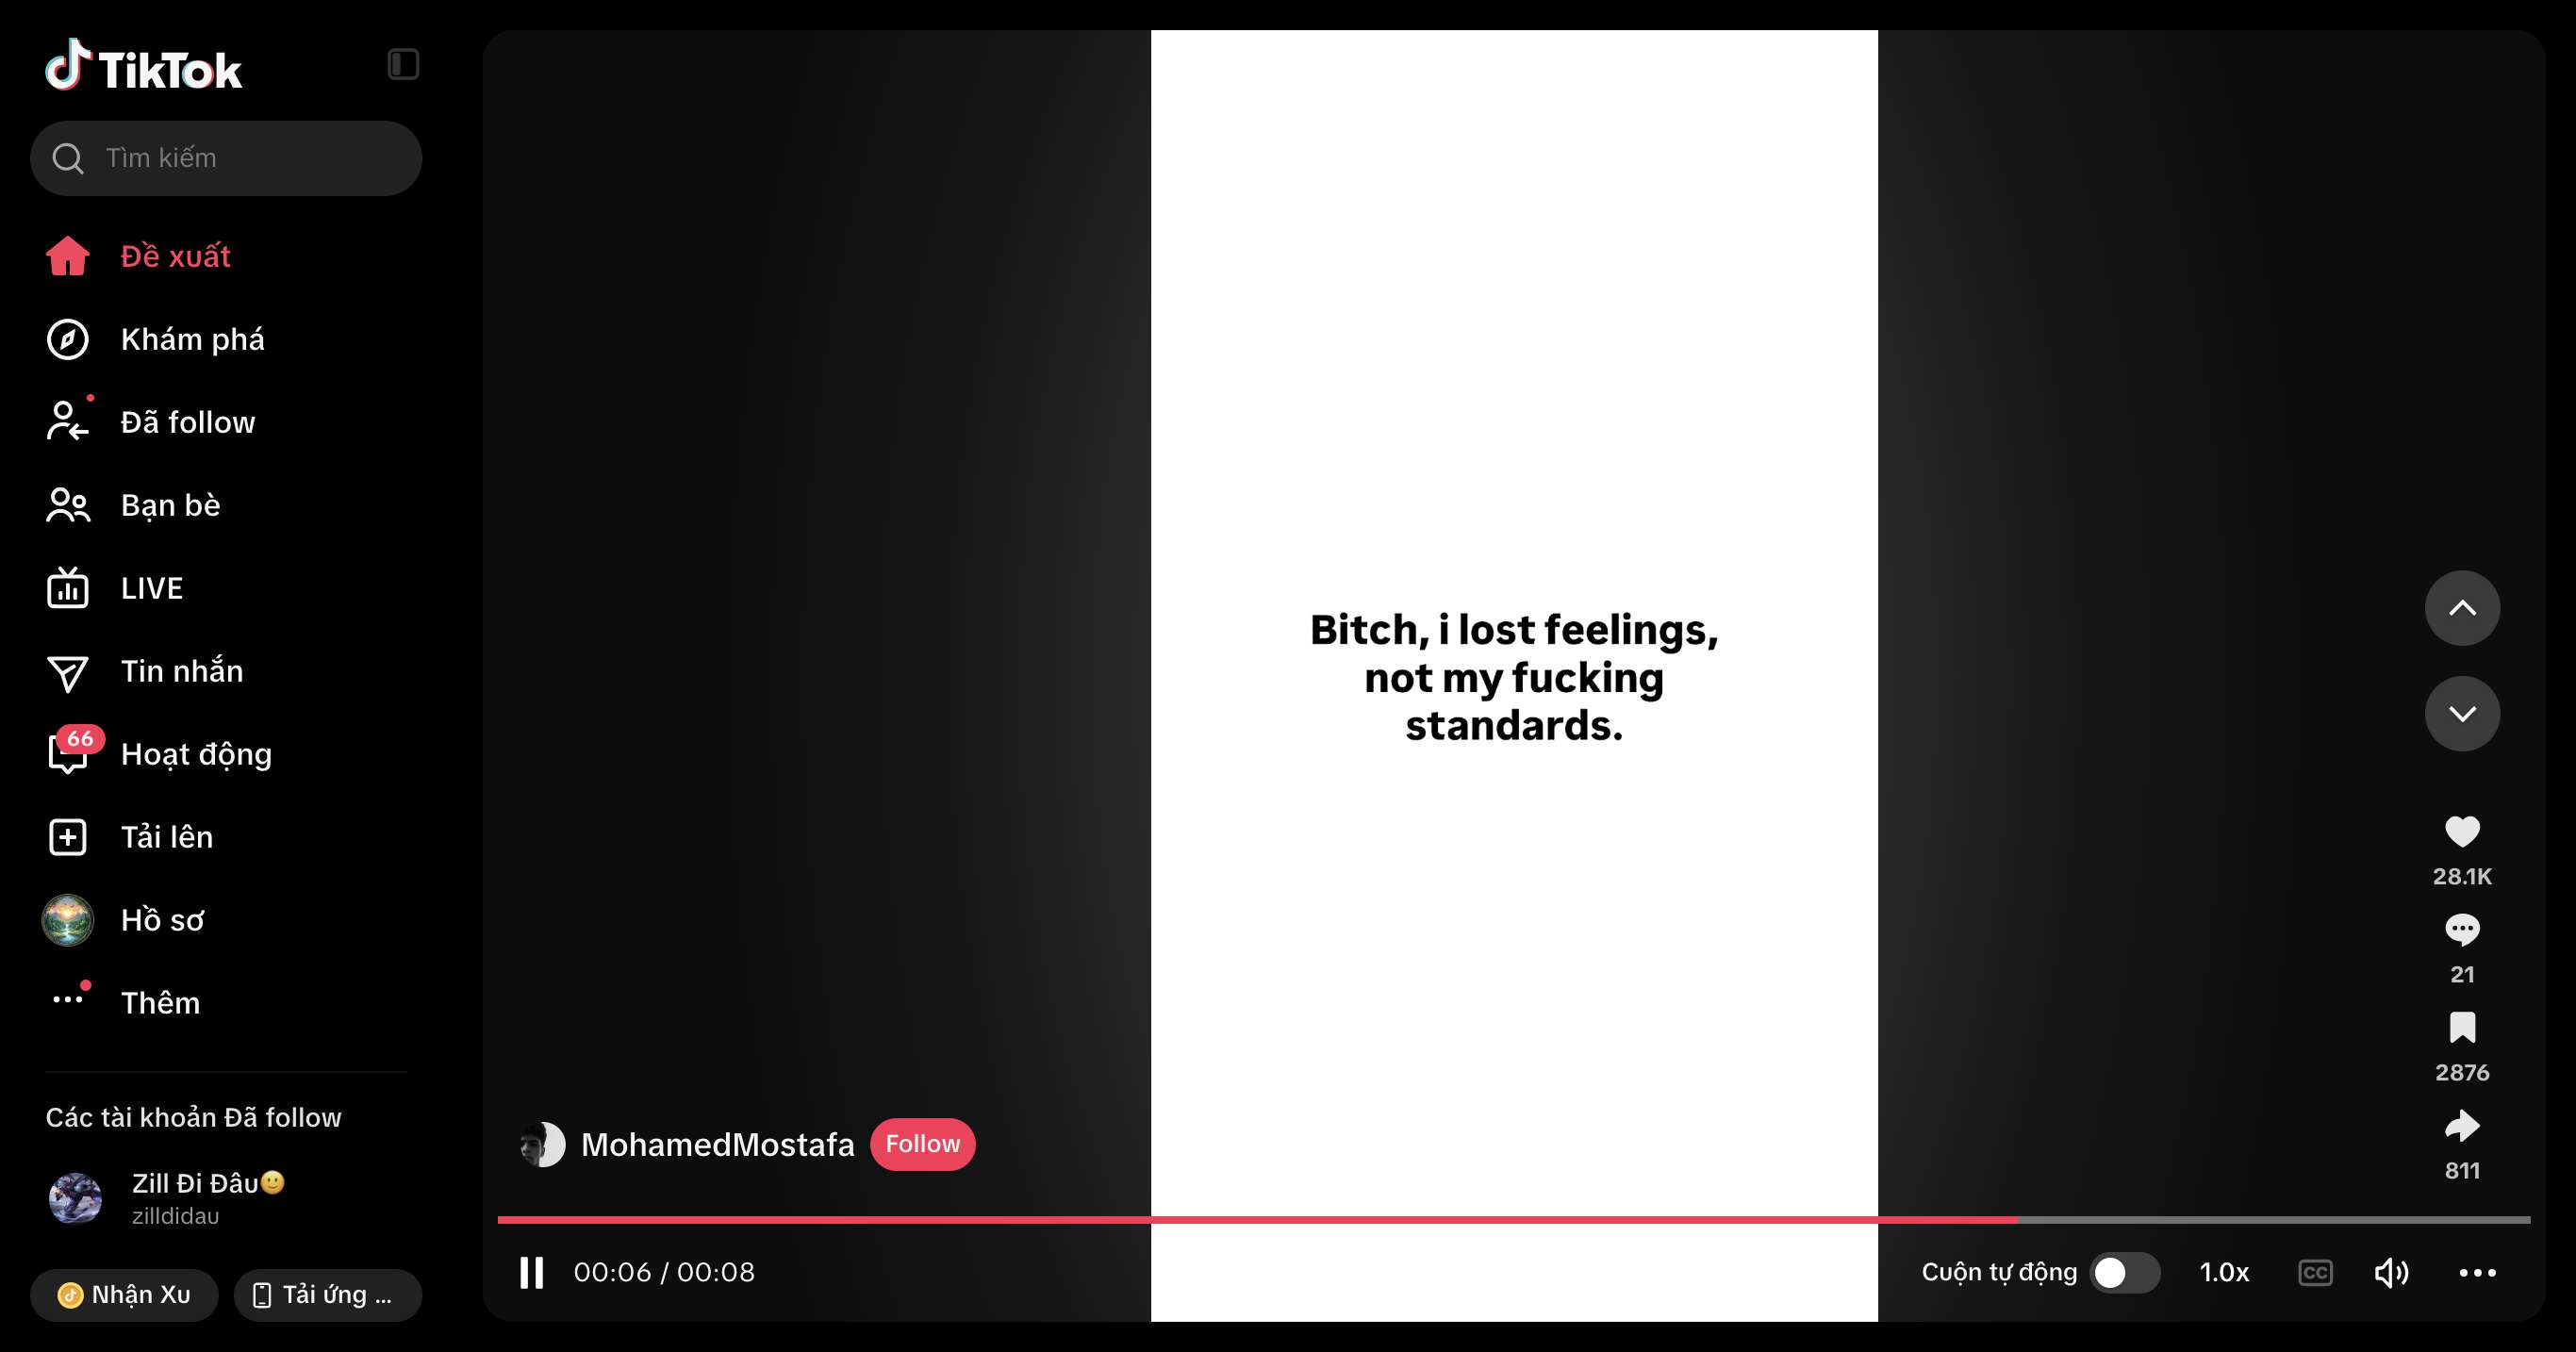 TikTok
Tìm kiếm
Đề xuất
Khám phá
Đã follow
Bạn bè
LIVE
Tin nhắn
66
Hoạt động
Tải lên
Hồ sơ
Thêm
Các tài khoản Đã follow
Zill Đi Đâu🙂
zilldidau
Nhận Xu
Tải ứng ...
Bitch, i lost feelings,
not my fucking
standards.
28.1K
21
2876
811
MohamedMostafa
Follow
00:06 / 00:08
Cuộn tự động
1.0x
CC